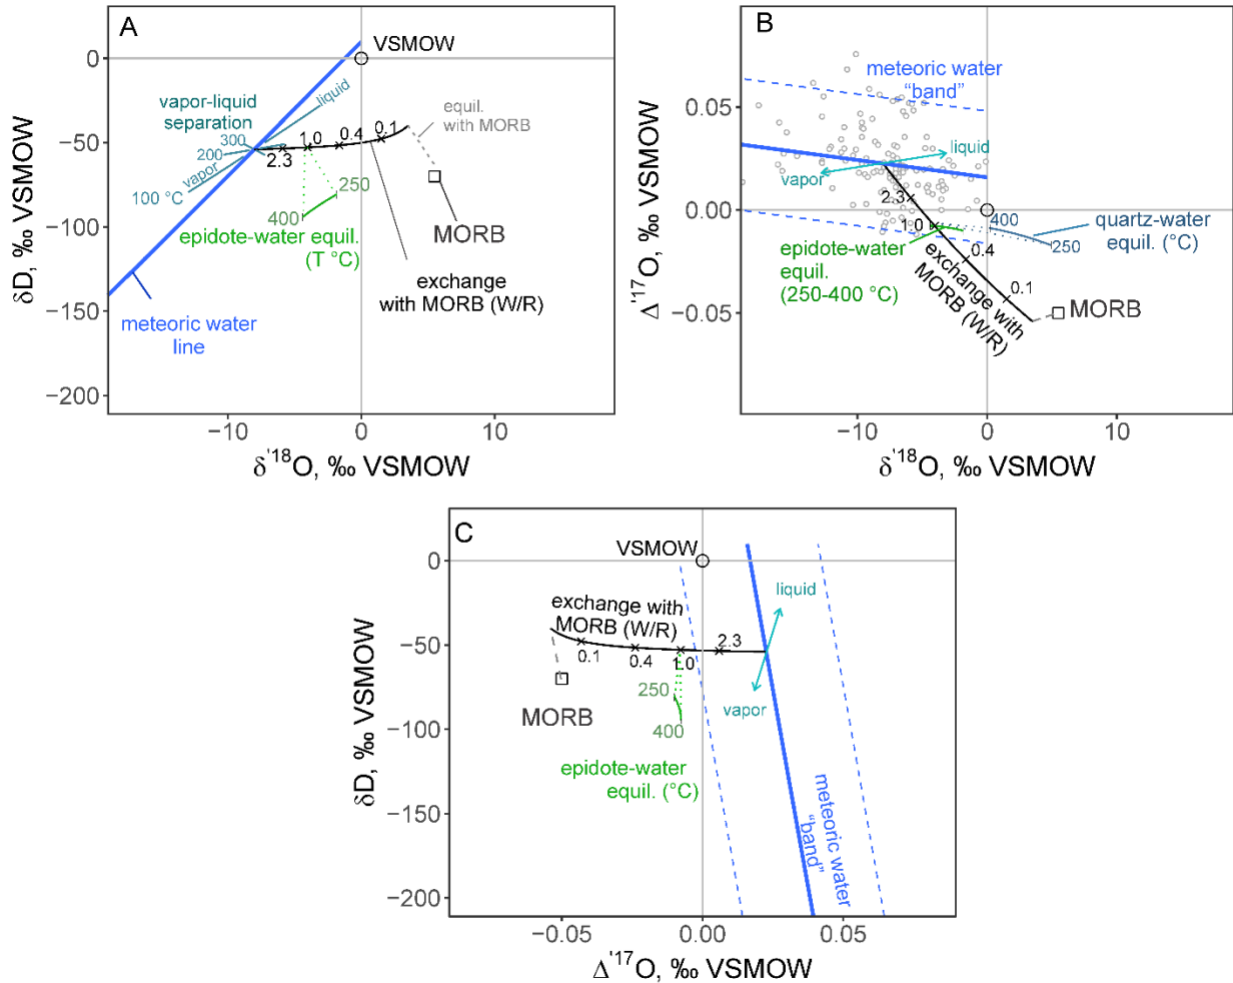 A
VSMOW
0
−50
−100
−150
−200
δD, ‰ VSMOW
vapor-liquid
separation
liquid
300
200
vapor
100 °C
2.3
1.0
0.4
0.1
equil.
with MORB
250
400
epidote-water equil.
(T °C)
MORB
exchange
with MORB (W/R)
meteoric water
line
−10
0
10
δ'18O, ‰ VSMOW
B
meteoric water
“band”
0.05
0.00
−0.05
Δ'17O, ‰ VSMOW
liquid
vapor
2.3
1.0
0.4
0.1
400
250
quartz-water
equil. (°C)
epidote-water
equil.
(250-400 °C)
exchange with
MORB (W/R)
MORB
−10
0
10
δ'18O, ‰ VSMOW
C
VSMOW
0
−50
−100
−150
−200
δD, ‰ VSMOW
exchange with
MORB (W/R)
0.1
0.4
1.0
2.3
liquid
vapor
250
400
MORB
epidote-water
equil. (°C)
meteoric water
“band”
−0.05
0.00
0.05
Δ'17O, ‰ VSMOW